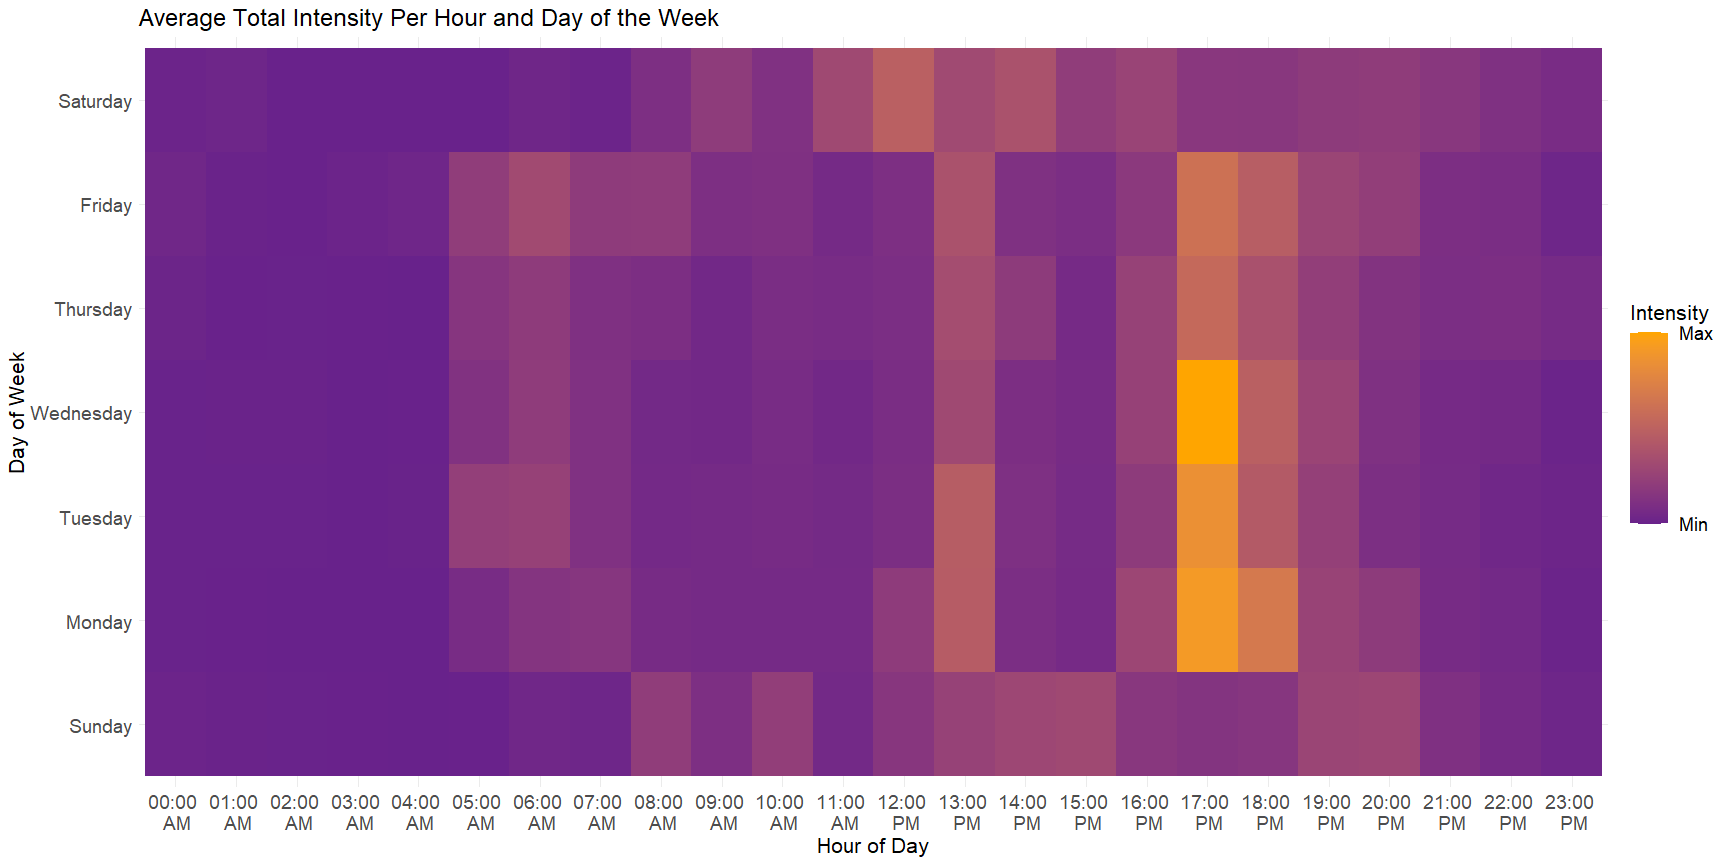 Average Total Intensity Per Hour and Day of the Week
Day of Week
Saturday
Friday
Thursday
Wednesday
Tuesday
Monday
Sunday
00:00 AM
01:00 AM
02:00 AM
03:00 AM
04:00 AM
05:00 AM
06:00 AM
07:00 AM
08:00 AM
09:00 AM
10:00 AM
11:00 AM
12:00 PM
13:00 PM
14:00 PM
15:00 PM
16:00 PM
17:00 PM
18:00 PM
19:00 PM
20:00 PM
21:00 PM
22:00 PM
23:00 PM
Hour of Day
Intensity
Max
Min